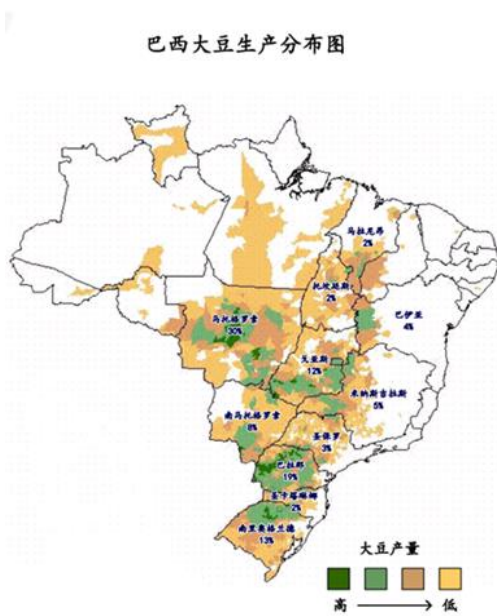 巴西大豆生产分布图
马拉尼昂
2%
托坎廷斯
2%
巴伊亚
4%
马托格罗索
30%
戈亚斯
12%
米纳斯吉拉斯
5%
南马托格罗索
8%
圣保罗
3%
巴拉那
19%
圣卡塔琳娜
2%
南里奥格兰德
13%
大豆产量
高 → 低